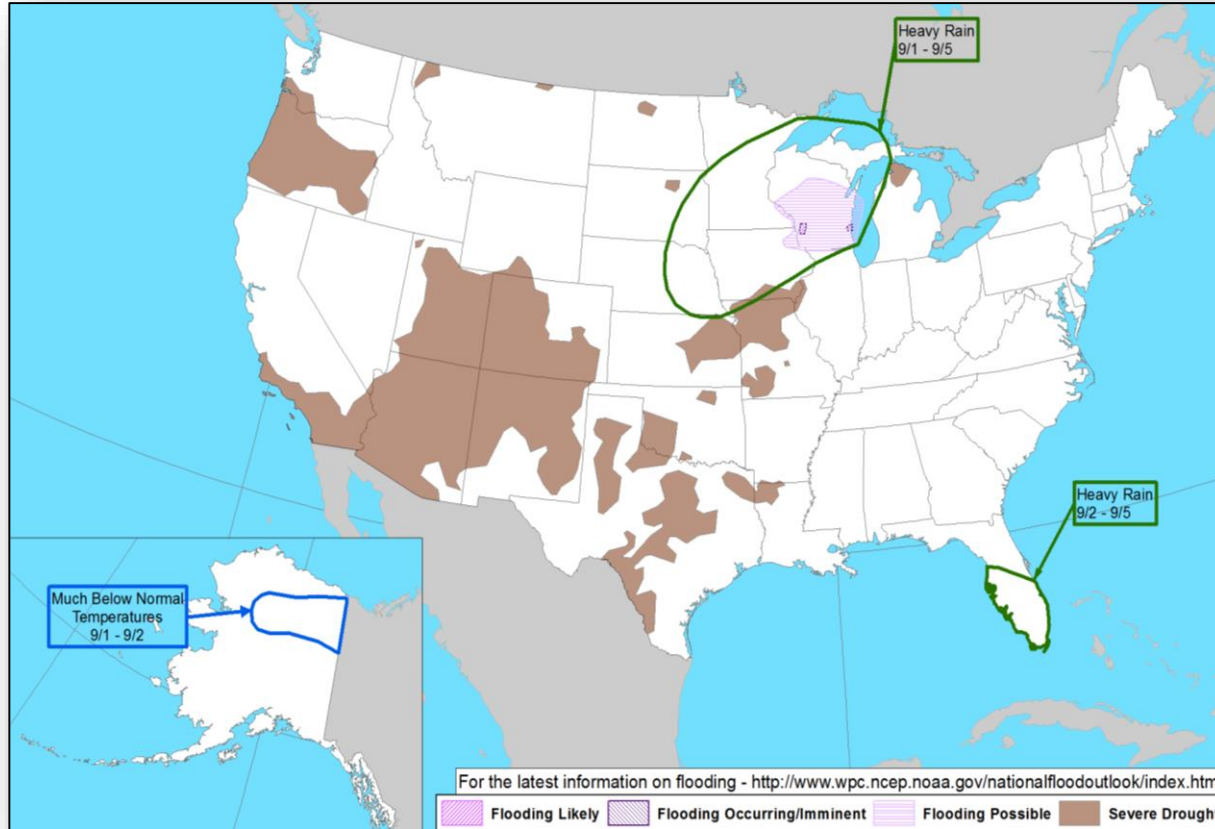 Heavy Rain
9/1 - 9/5
Heavy Rain
9/2 - 9/5
Much Below Normal
Temperatures
9/1 - 9/2
For the latest information on flooding - http://www.wpc.ncep.noaa.gov/nationalfloodoutlook/index.htm
Flooding Likely
Flooding Occurring/Imminent
Flooding Possible
Severe Drought